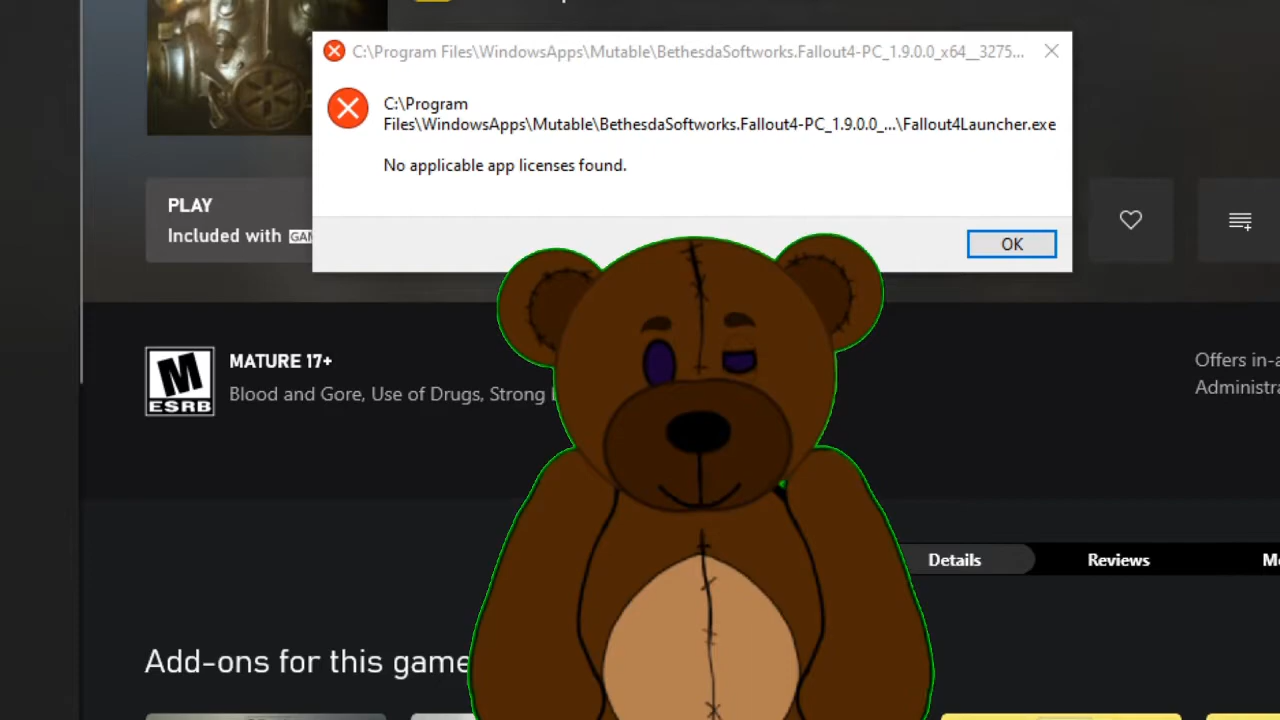 C:\Program Files\WindowsApps\Mutable\BethesdaSoftworks.Fallout4-PC_1.9.0.0_x64__3275...
C:\Program
Files\WindowsApps\Mutable\BethesdaSoftworks.Fallout4-PC_1.9.0.0_...\Fallout4Launcher.exe
No applicable app licenses found.
OK
PLAY
Included with GAM
M
ESRB
MATURE 17+
Blood and Gore, Use of Drugs, Strong
Offers in-a
Administra
Details
Reviews
Add-ons for this game